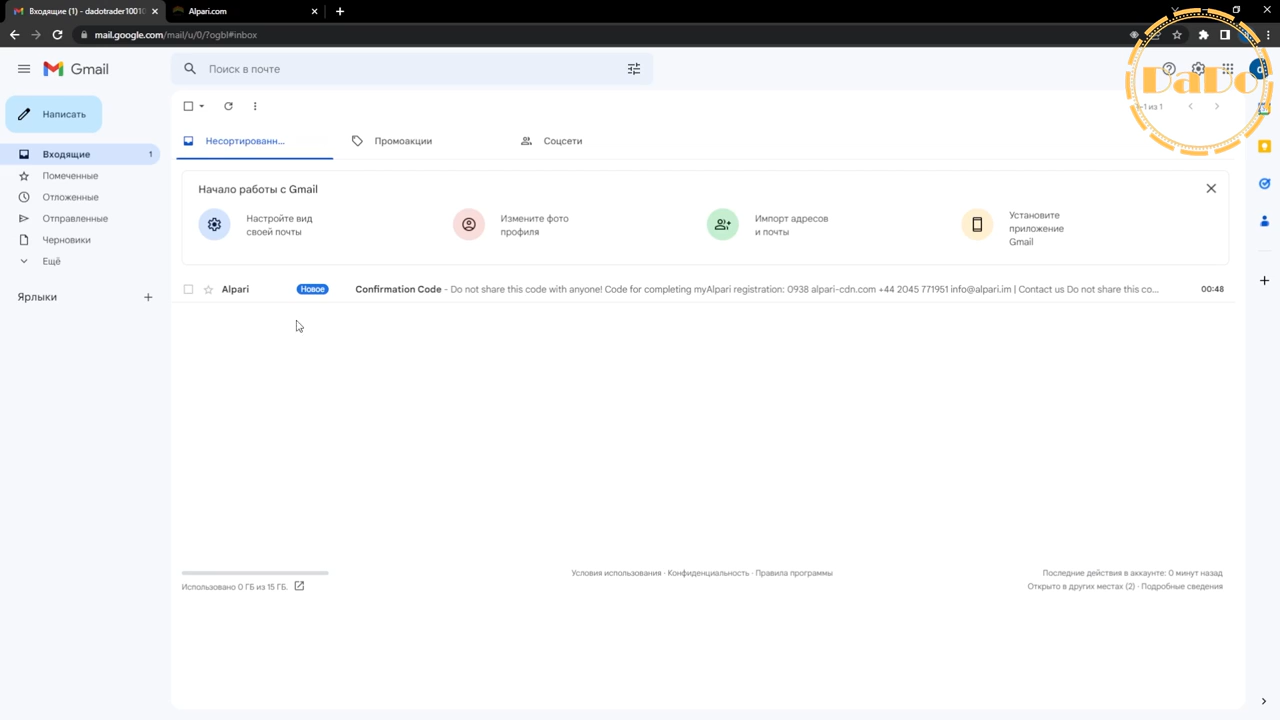 Входящие (1) - dadotrader1001
Alpari.com
mail.google.com/mail/u/0/?ogbl#inbox
Gmail
Поиск в почте
DaDo
Написать
1–1 из 1
Входящие 1
Несортированн...
Промоакции
Соцсети
Помеченные
Отложенные
Отправленные
Черновики
Ещё
Ярлыки
Начало работы с Gmail
Настройте вид
своей почты
Измените фото
профиля
Импорт адресов
и почты
Установите
приложение
Gmail
Alpari Новое Confirmation Code - Do not share this code with anyone! Code for completing myAlpari registration: 0938 alpari-cdn.com +44 2045 771951 info@alpari.im | Contact us Do not share this co... 00:48
Использовано 0 ГБ из 15 ГБ.
Условия использования · Конфиденциальность · Правила программы
Последние действия в аккаунте: 0 минут назад
Открыто в других местах (2) · Подробные сведения